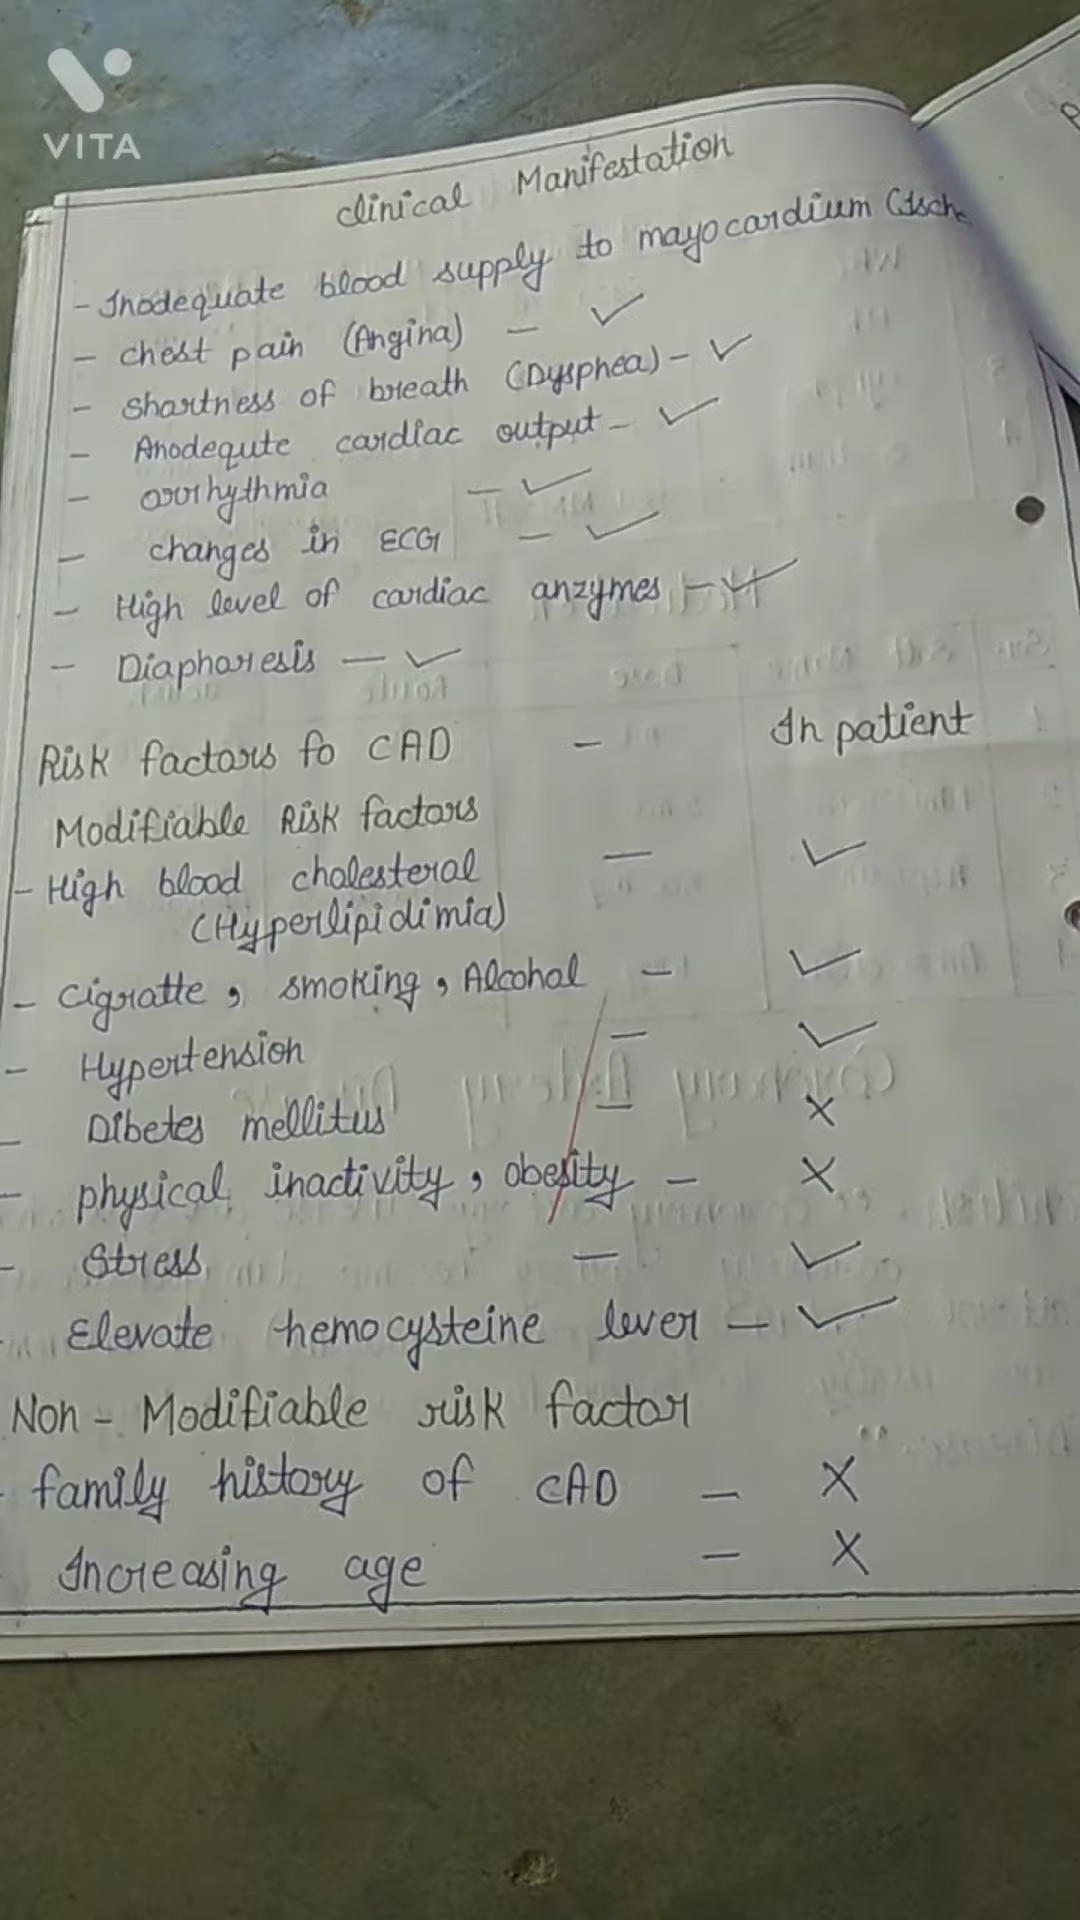 VITA
clinical Manifestation
- Inodequate blood supply to mayocardium (Isch
- chest pain (Angina) - ✓
- shartness of breath (Dysphea) - ✓
- Anodequte cardiac output - ✓
- arrhythmia - ✓
- changes in ECG - ✓
- High level of cardiac anzymes - ✓
- Diapharesis - ✓
Risk factors fo CAD - In patient
Modifiable Risk factors
- High blood cholesteral - ✓
(Hyperlipidimia)
- Cigratte, smoking, Alcohal - ✓
- Hypertension - ✓
- Dibetes mellitus - X
- physical inactivity, obesity - X
- Stress - ✓
- Elevate hemocysteine lever - ✓
Non - Modifiable risk factor
- family history of CAD - X
- Increasing age - X